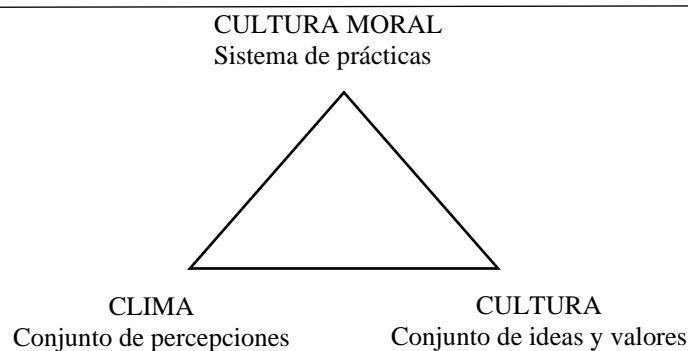 CULTURA MORAL
Sistema de prácticas
CLIMA
Conjunto de percepciones
CULTURA
Conjunto de ideas y valores